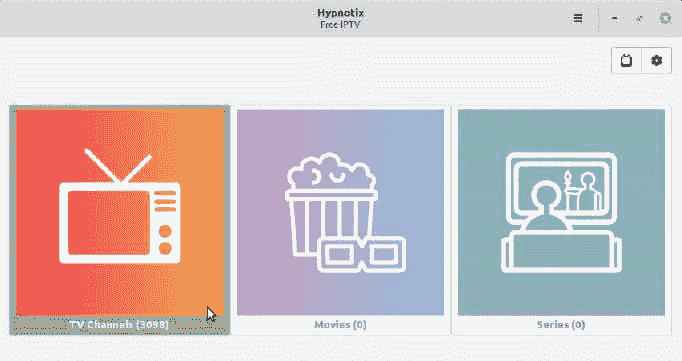 Hypnotix
Free-IPTV
TV Channels (3098)
Movies (0)
Series (0)